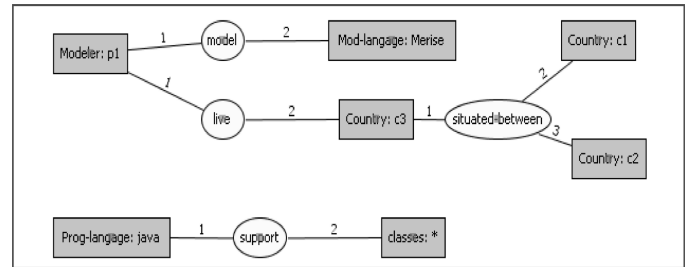 Modeler: p1
1
model
2
Mod-langage: Merise
Country: c1
1
live
2
Country: c3
1
situated-between
2
3
Country: c2
Prog-langage: java
1
support
2
classes: *